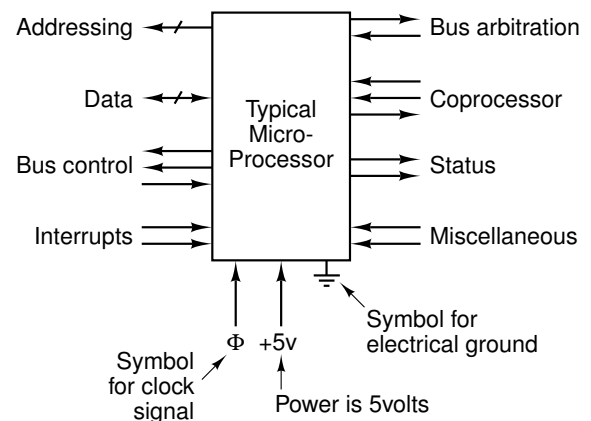 Addressing
Bus arbitration
Data
Typical
Micro-
Processor
Coprocessor
Bus control
Status
Interrupts
Miscellaneous
Φ +5v
Symbol for
electrical ground
Symbol
for clock
signal
Power is 5volts